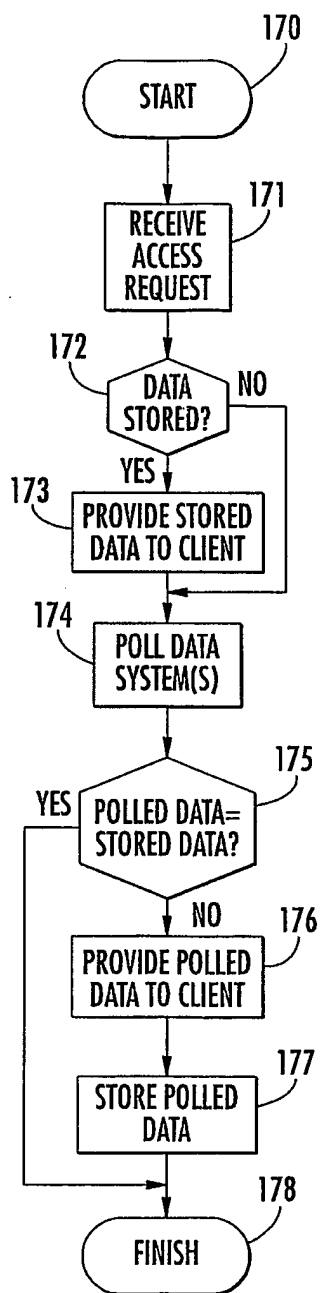 170
START
171
RECEIVE
ACCESS
REQUEST
172
DATA
STORED?
NO
YES
173
PROVIDE STORED
DATA TO CLIENT
174
POLL DATA
SYSTEM(S)
175
YES
POLLED DATA=
STORED DATA?
NO
176
PROVIDE POLLED
DATA TO CLIENT
177
STORE POLLED
DATA
178
FINISH